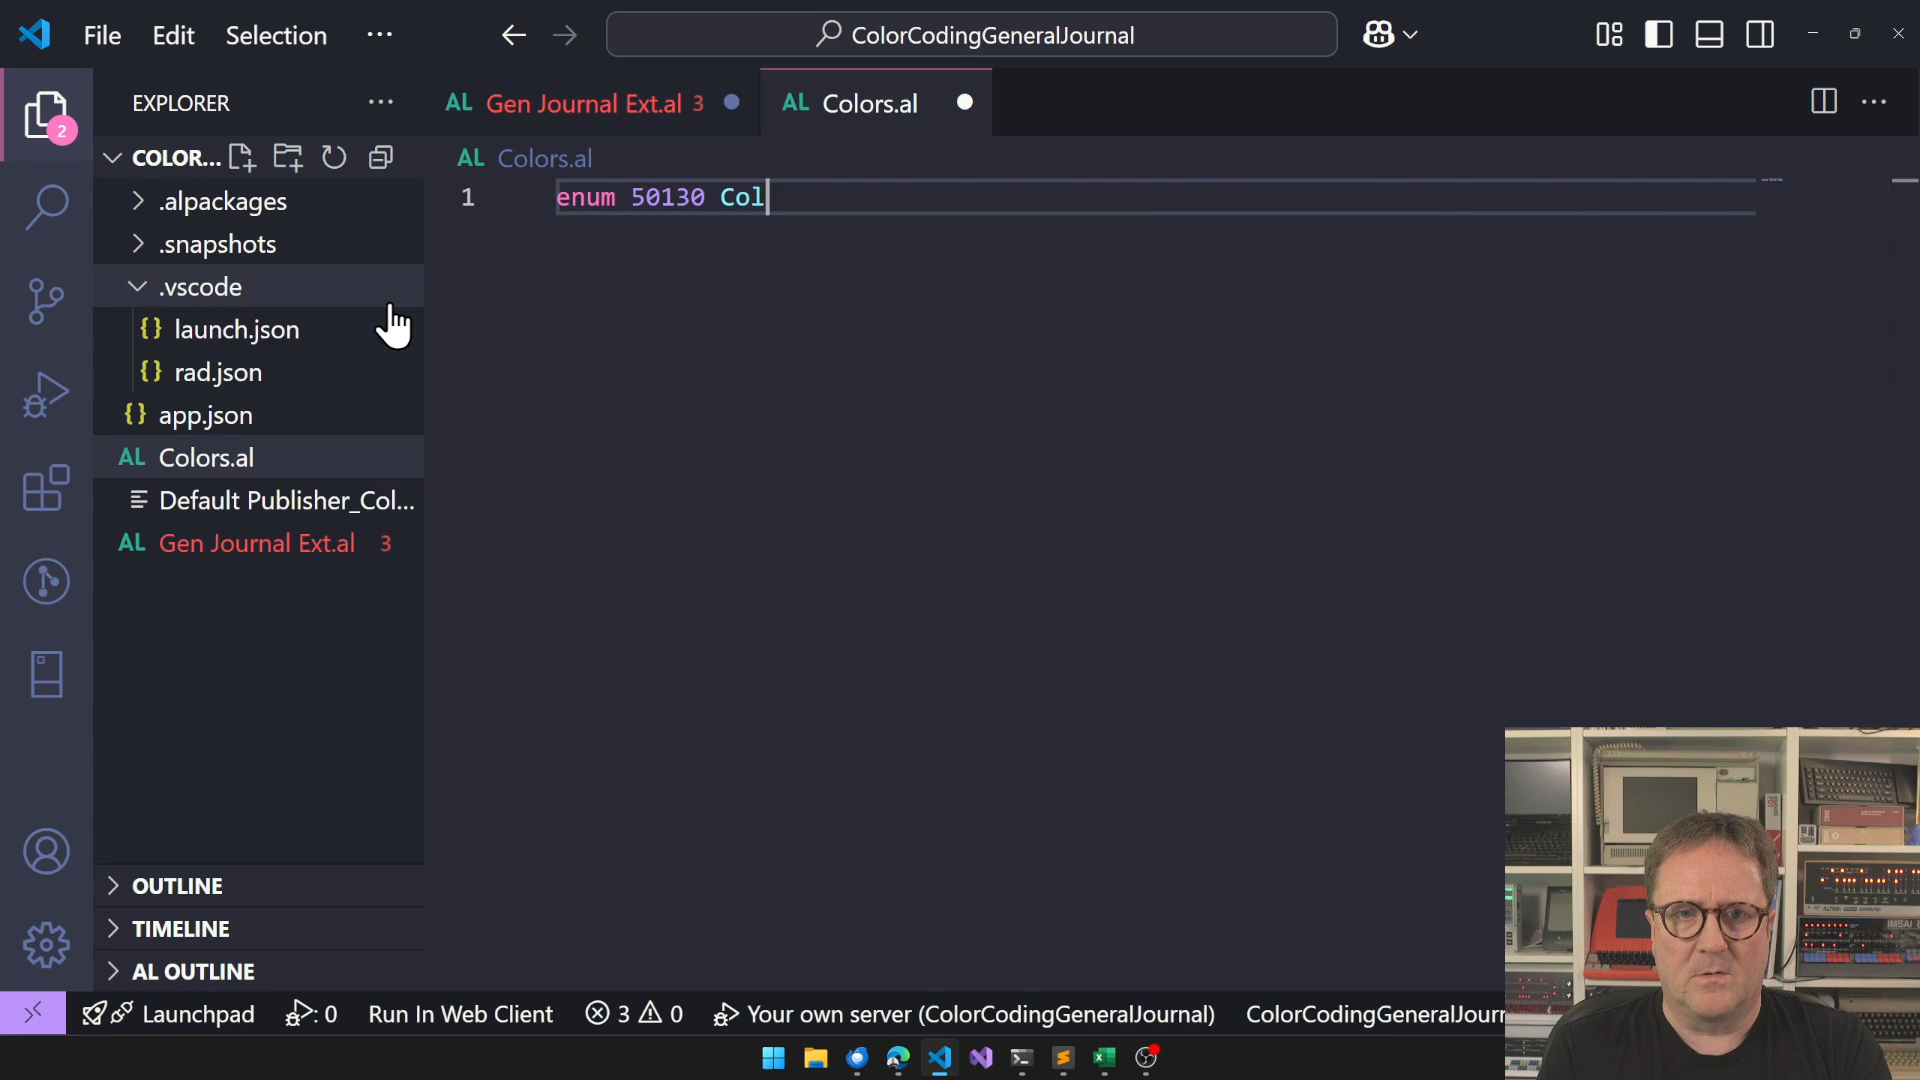 File Edit Selection ···
ColorCodingGeneralJournal
2
EXPLORER ···
COLOR...
.alpackages
.snapshots
.vscode
{} launch.json
{} rad.json
{} app.json
AL Colors.al
Default Publisher_Col...
AL Gen Journal Ext.al 3
OUTLINE
TIMELINE
AL OUTLINE
AL Gen Journal Ext.al 3
AL Colors.al
AL Colors.al
1 enum 50130 Col
Launchpad : 0 Run In Web Client 3 0 Your own server (ColorCodingGeneralJournal) ColorCodingGeneralJourn
IMSAI 8